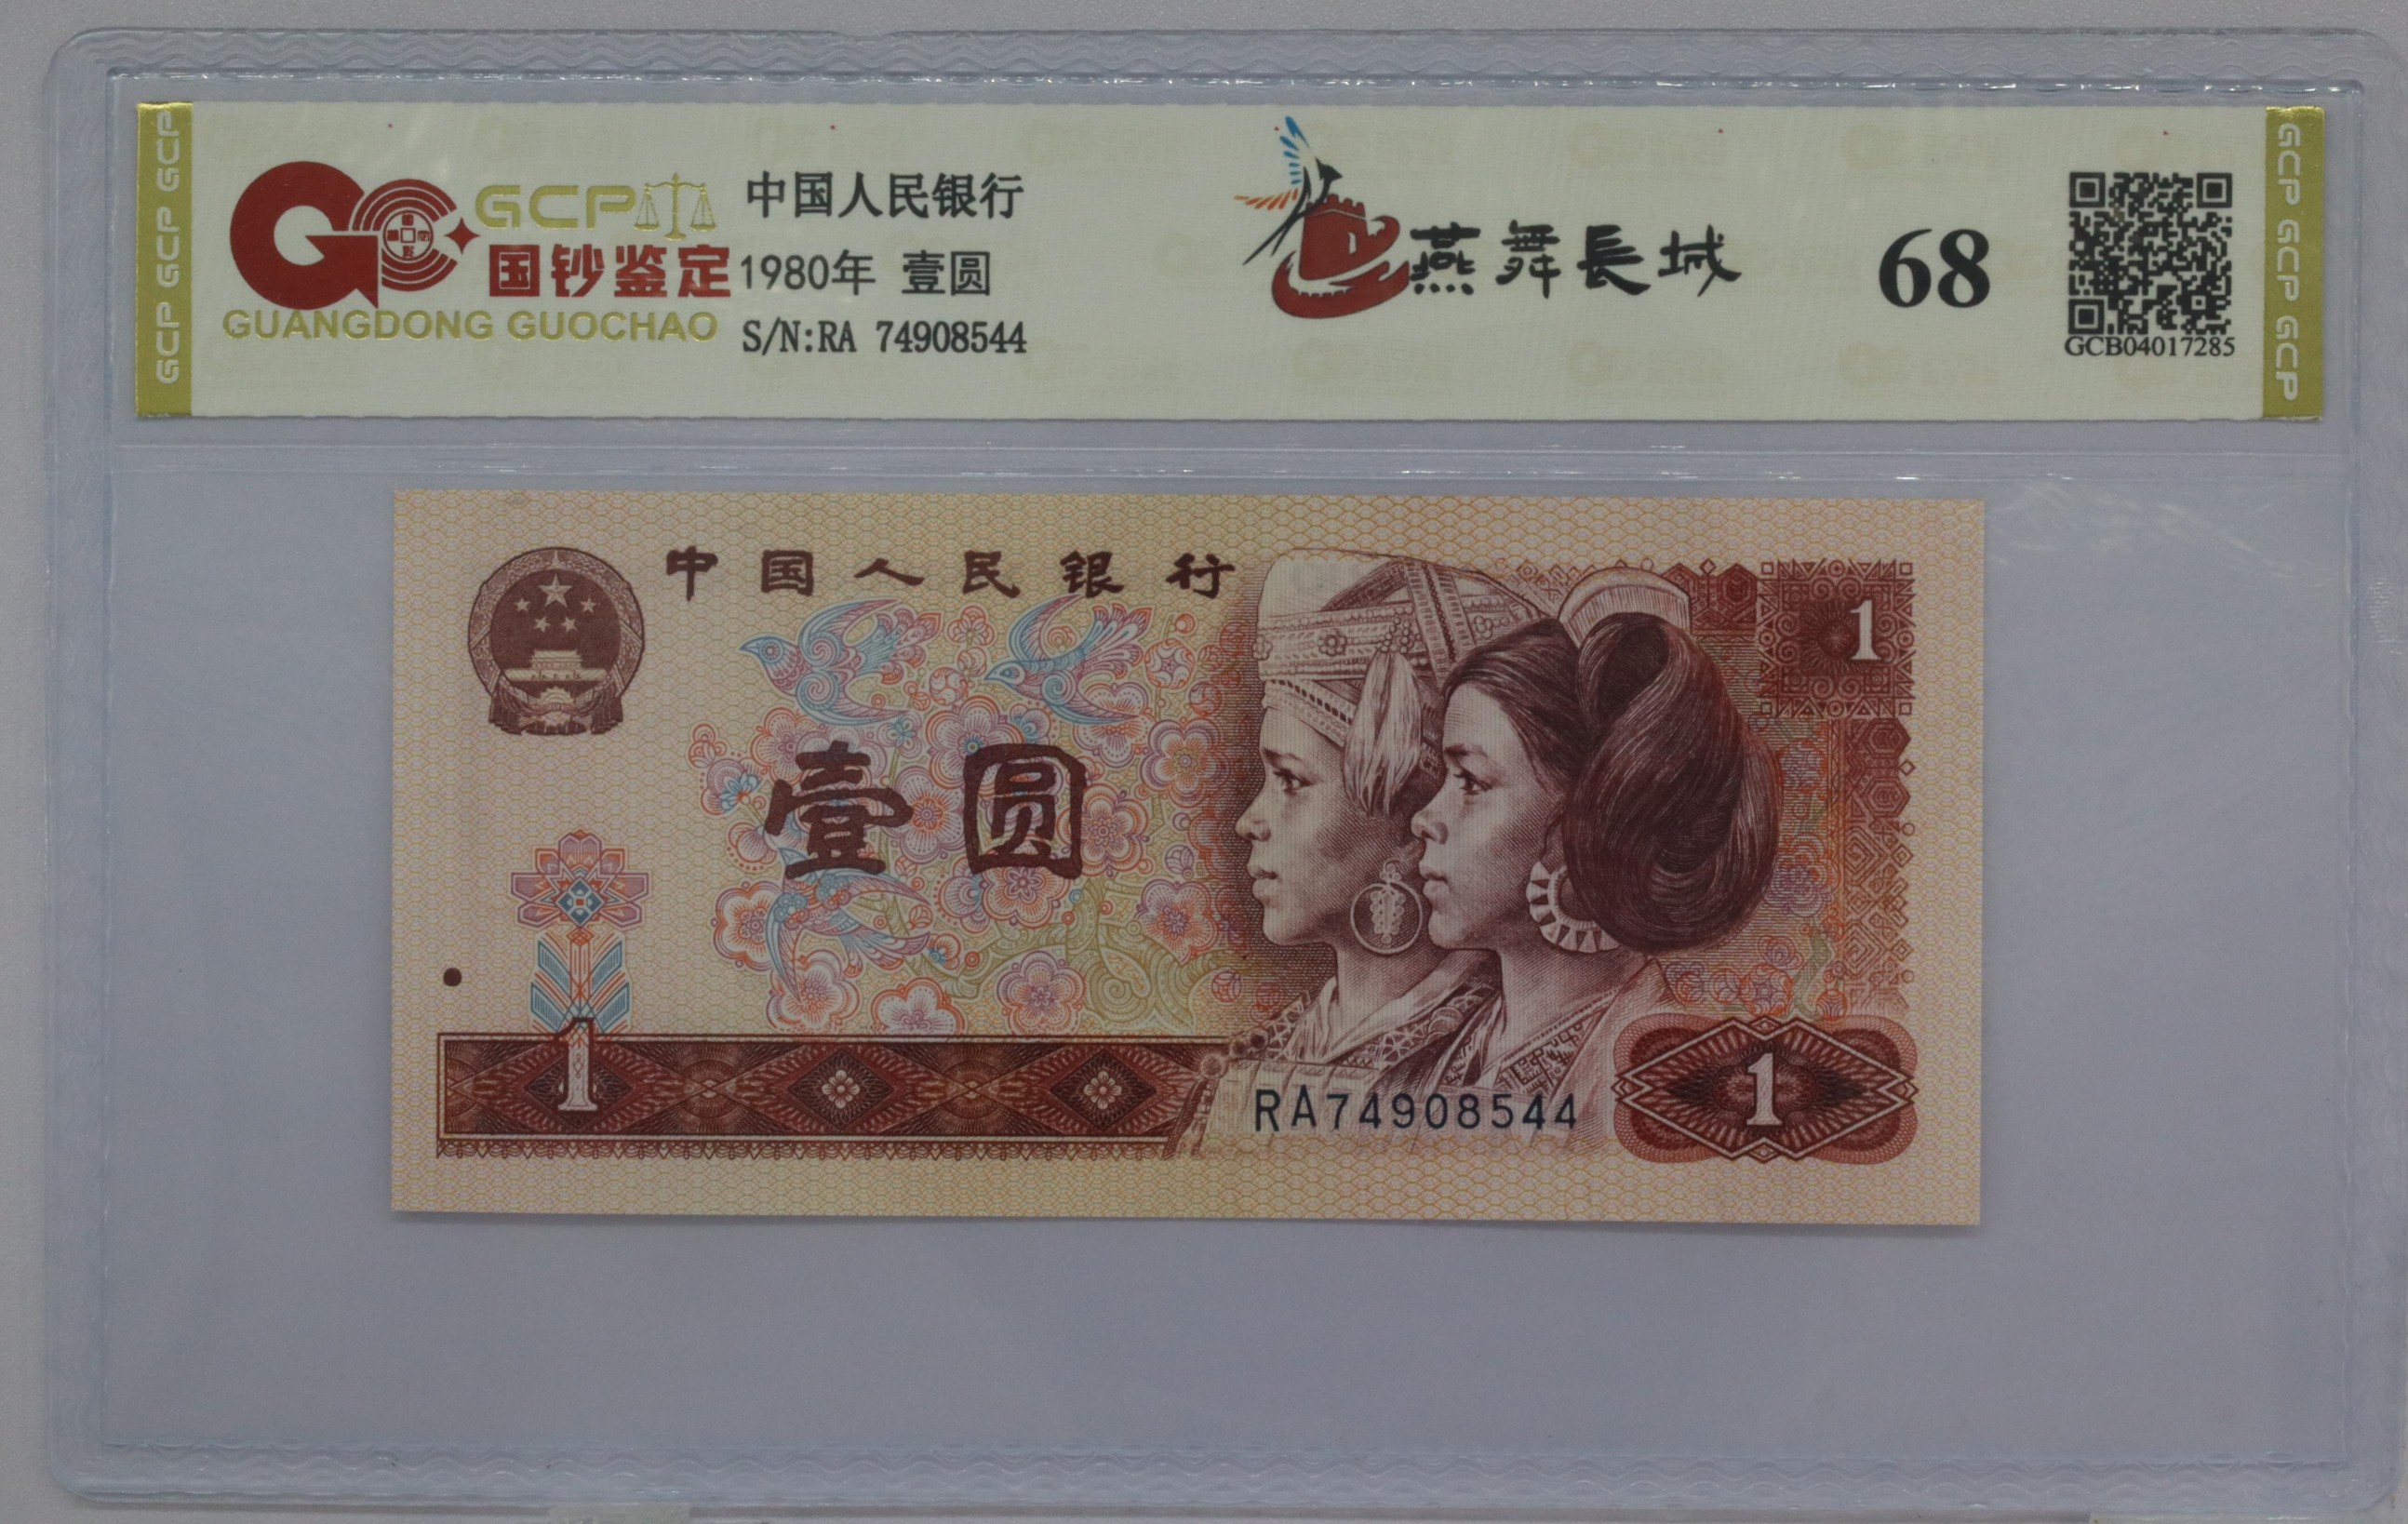 GCP GCP GCP
GCP
国钞鉴定
GUANGDONG GUOCHAO
中国人民银行
1980年 壹圆
S/N:RA 74908544
燕舞長城
68
GCB04017285
GCP GCP GCP
中国人民银行
1
壹圆
1
RA74908544
1